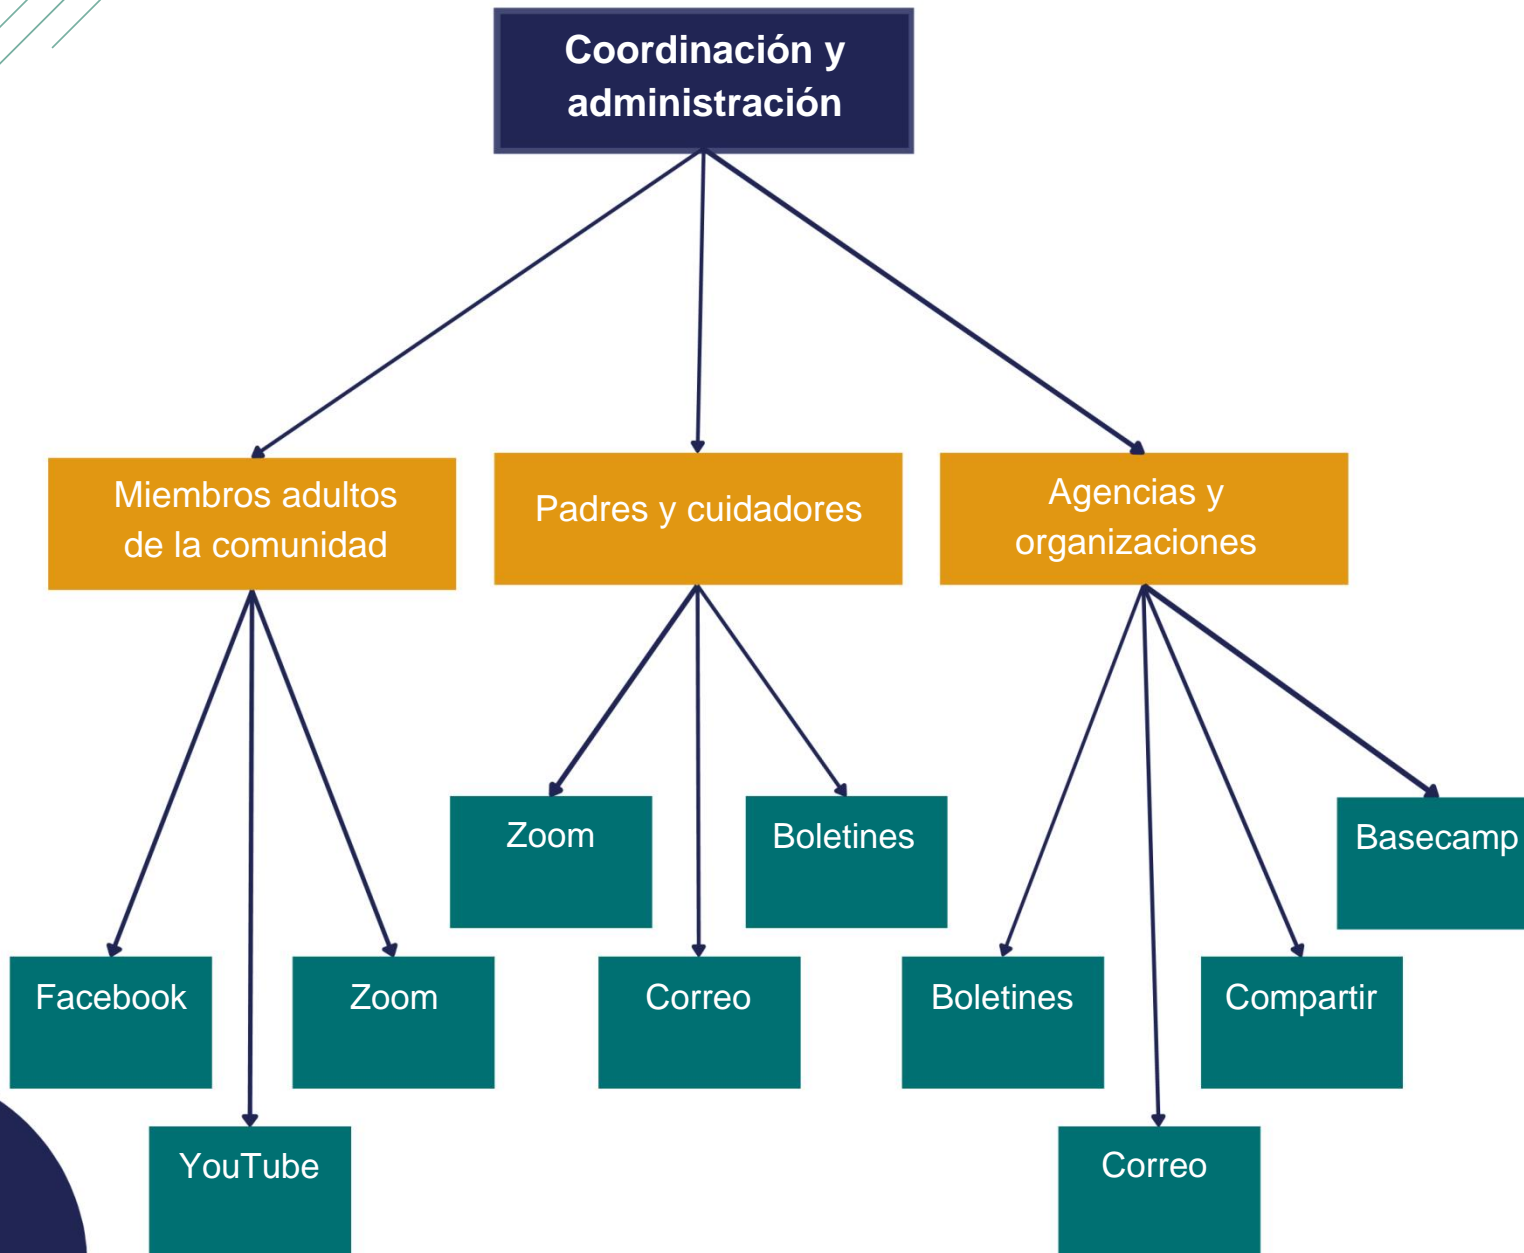 Coordinación y
administración
Miembros adultos
de la comunidad
Padres y cuidadores
Agencias y
organizaciones
Zoom
Boletines
Basecamp
Facebook
Zoom
Correo
Boletines
Compartir
YouTube
Correo